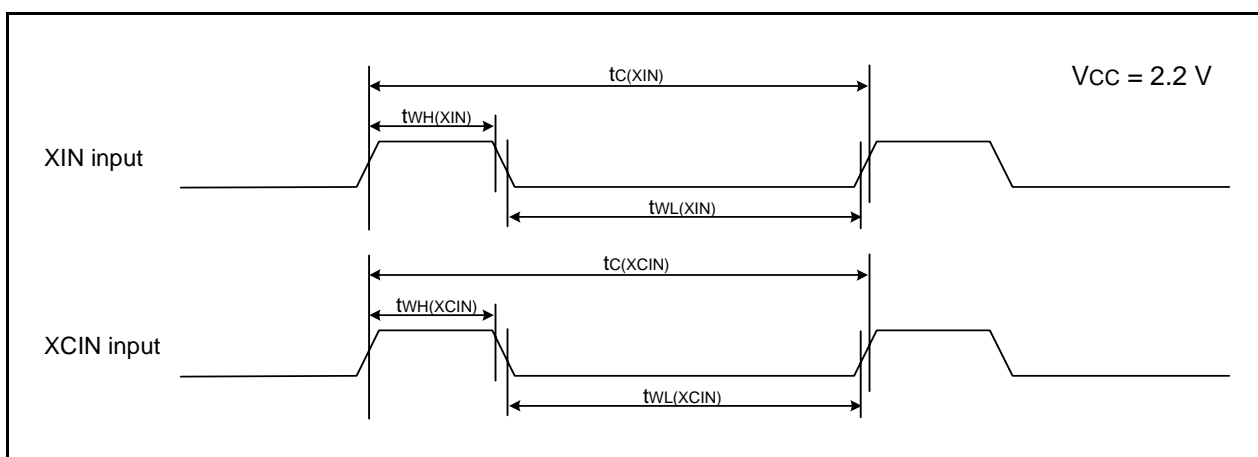 tC(XIN)
VCC = 2.2 V
tWH(XIN)
XIN input
tWL(XIN)
tC(XCIN)
tWH(XCIN)
XCIN input
tWL(XCIN)